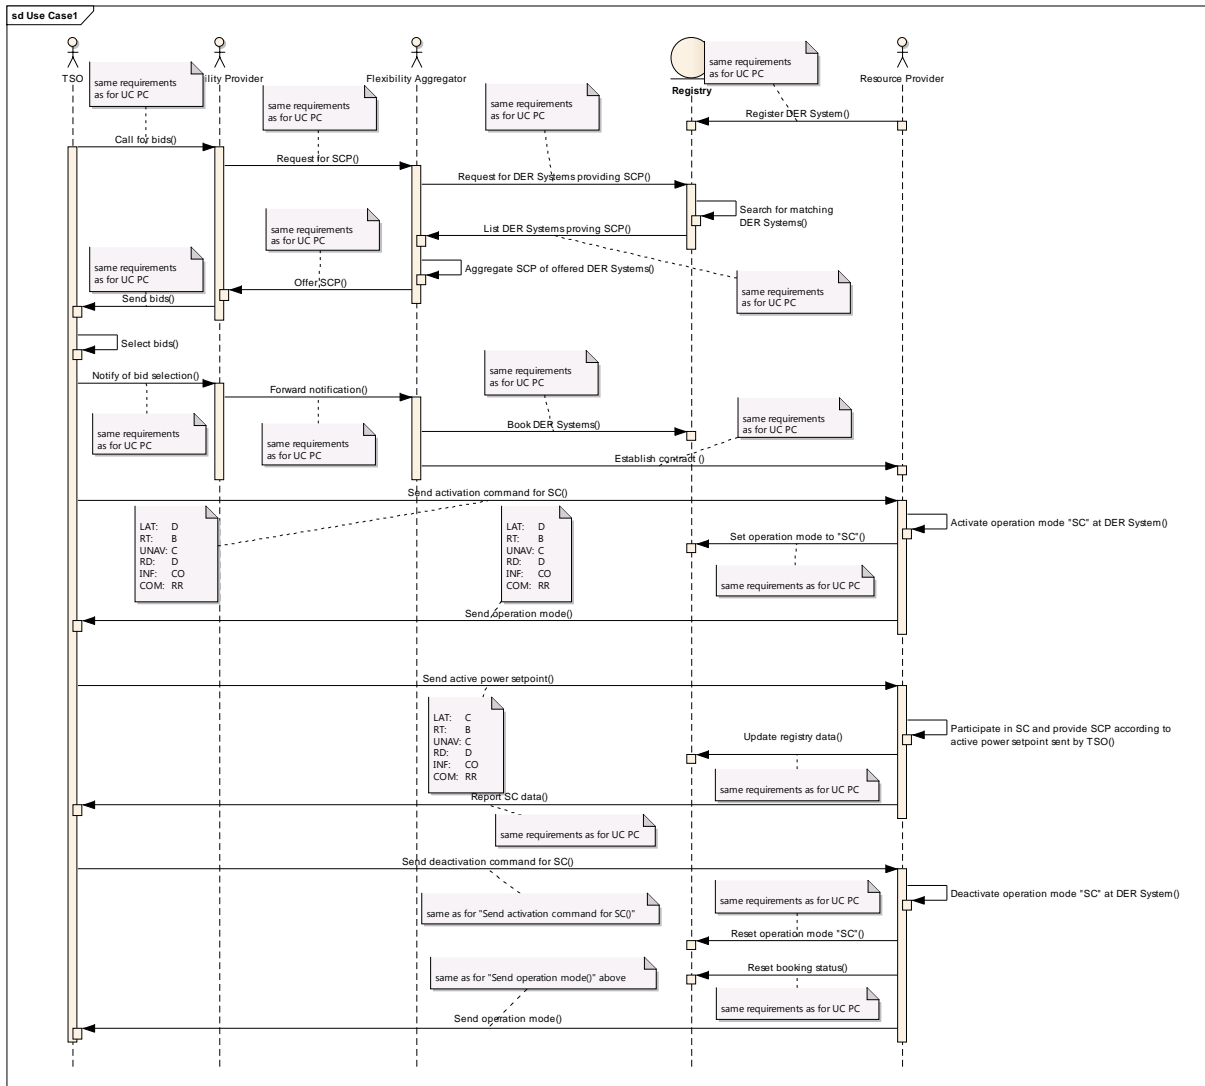 sd Use Case1
TSO
ility Provider
Flexibility Aggregator
Registry
Resource Provider
same requirements
as for UC PC
same requirements
as for UC PC
same requirements
as for UC PC
same requirements
as for UC PC
Register DER System()
Call for bids()
Request for SCP()
Request for DER Systems providing SCP()
Search for matching
DER Systems()
same requirements
as for UC PC
List DER Systems proving SCP()
same requirements
as for UC PC
Aggregate SCP of offered DER Systems()
same requirements
as for UC PC
Offer SCP()
Send bids()
Select bids()
Notify of bid selection()
same requirements
as for UC PC
Forward notification()
same requirements
as for UC PC
same requirements
as for UC PC
Book DER Systems()
same requirements
as for UC PC
same requirements
as for UC PC
Establish contract ()
Send activation command for SC()
LAT: D
RT: B
UNAV: C
RD: D
INF: CO
COM: RR
LAT: D
RT: B
UNAV: C
RD: D
INF: CO
COM: RR
Activate operation mode "SC" at DER System()
Set operation mode to "SC"()
same requirements as for UC PC
Send operation mode()
Send active power setpoint()
LAT: C
RT: B
UNAV: C
RD: D
INF: CO
COM: RR
Participate in SC and provide SCP according to
active power setpoint sent by TSO()
Update registry data()
same requirements as for UC PC
Report SC data()
same requirements as for UC PC
Send deactivation command for SC()
same as for "Send activation command for SC()"
Deactivate operation mode "SC" at DER System()
same requirements as for UC PC
Reset operation mode "SC"()
Reset booking status()
same as for "Send operation mode()" above
same requirements as for UC PC
Send operation mode()